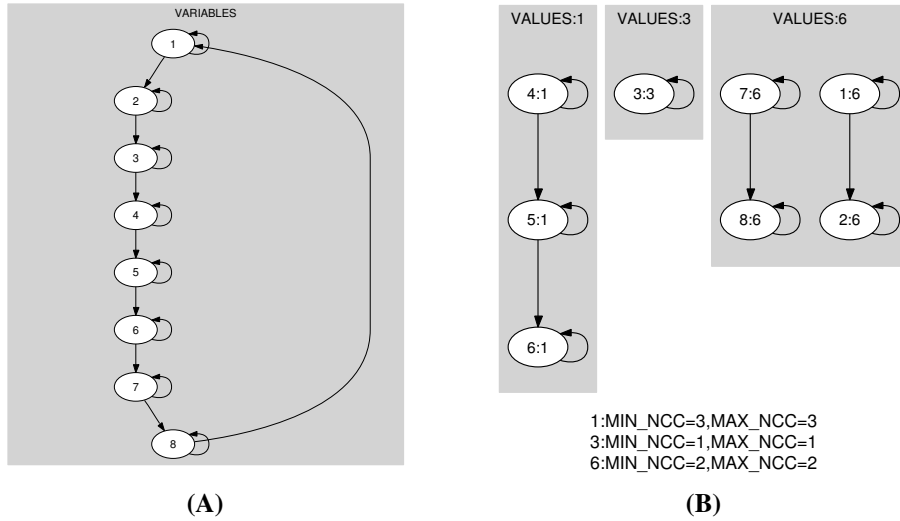 VARIABLES
1
2
3
4
5
6
7
8
(A)
VALUES:1
VALUES:3
VALUES:6
4:1
3:3
7:6
1:6
5:1
8:6
2:6
6:1
1:MIN_NCC=3,MAX_NCC=3
3:MIN_NCC=1,MAX_NCC=1
6:MIN_NCC=2,MAX_NCC=2
(B)